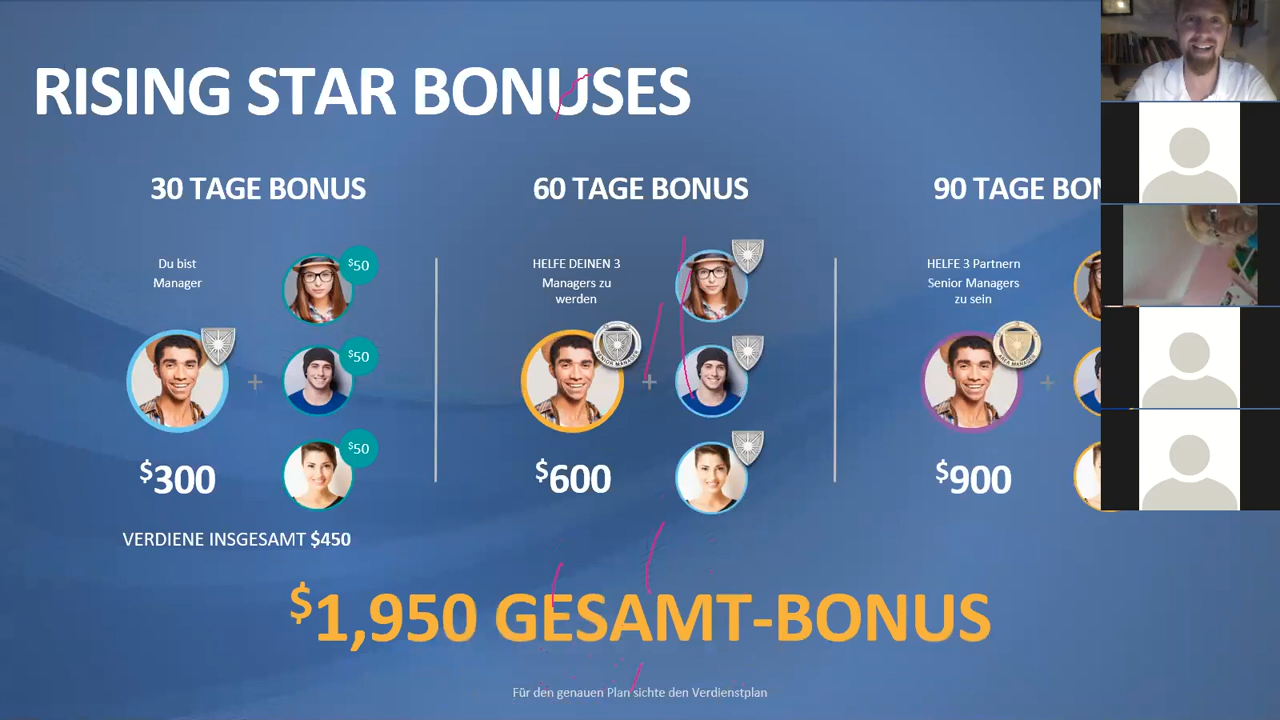 RISING STAR BONUSES
30 TAGE BONUS
Du bist
Manager
$50
$50
$50
$300
VERDIENE INSGESAMT $450
60 TAGE BONUS
HELFE DEINEN 3
Managers zu
werden
$600
90 TAGE BON
HELFE 3 Partnern
Senior Managers
zu sein
$900
$1,950 GESAMT-BONUS
Für den genauen Plan sichte den Verdienstplan